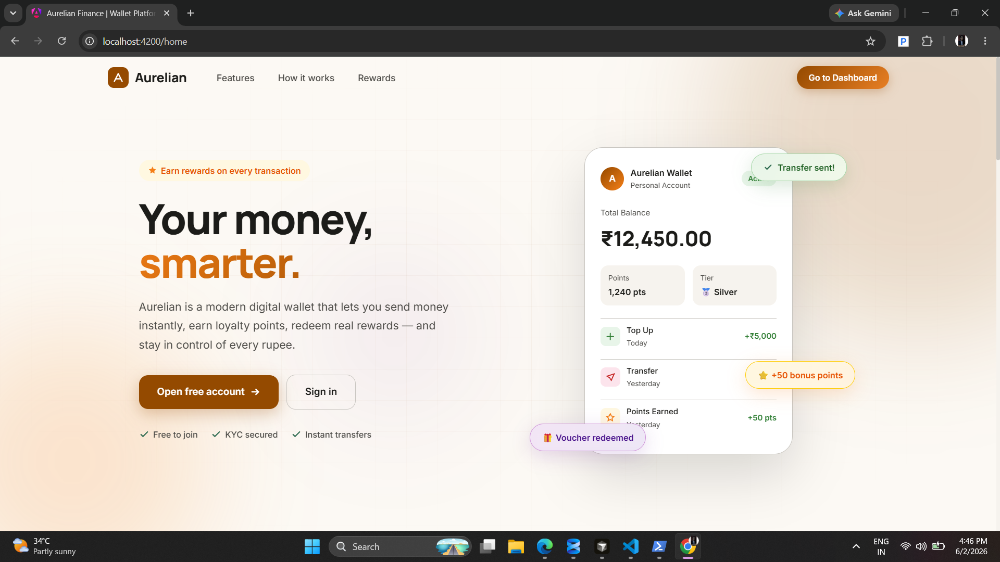 Aurelian Finance | Wallet Platfor
Ask Gemini
localhost:4200/home
P
A Aurelian
Features
How it works
Rewards
Go to Dashboard
Earn rewards on every transaction
Your money,
smarter.
Aurelian is a modern digital wallet that lets you send money
instantly, earn loyalty points, redeem real rewards — and
stay in control of every rupee.
Open free account →
Sign in
Free to join
KYC secured
Instant transfers
A
Aurelian Wallet
Personal Account
Transfer sent!
Total Balance
₹12,450.00
Points
1,240 pts
Tier
2 Silver
Top Up
Today
+₹5,000
Transfer
Yesterday
+50 bonus points
Points Earned
Yesterday
+50 pts
Voucher redeemed
34°C
Partly sunny
Search
ENG
IN
4:46 PM
6/2/2026